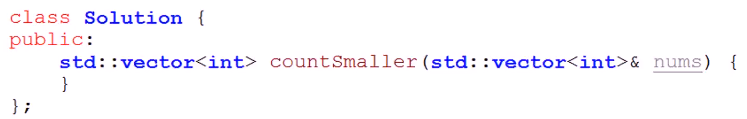 class Solution {
public:
    std::vector<int> countSmaller(std::vector<int>& nums) {
    }
};